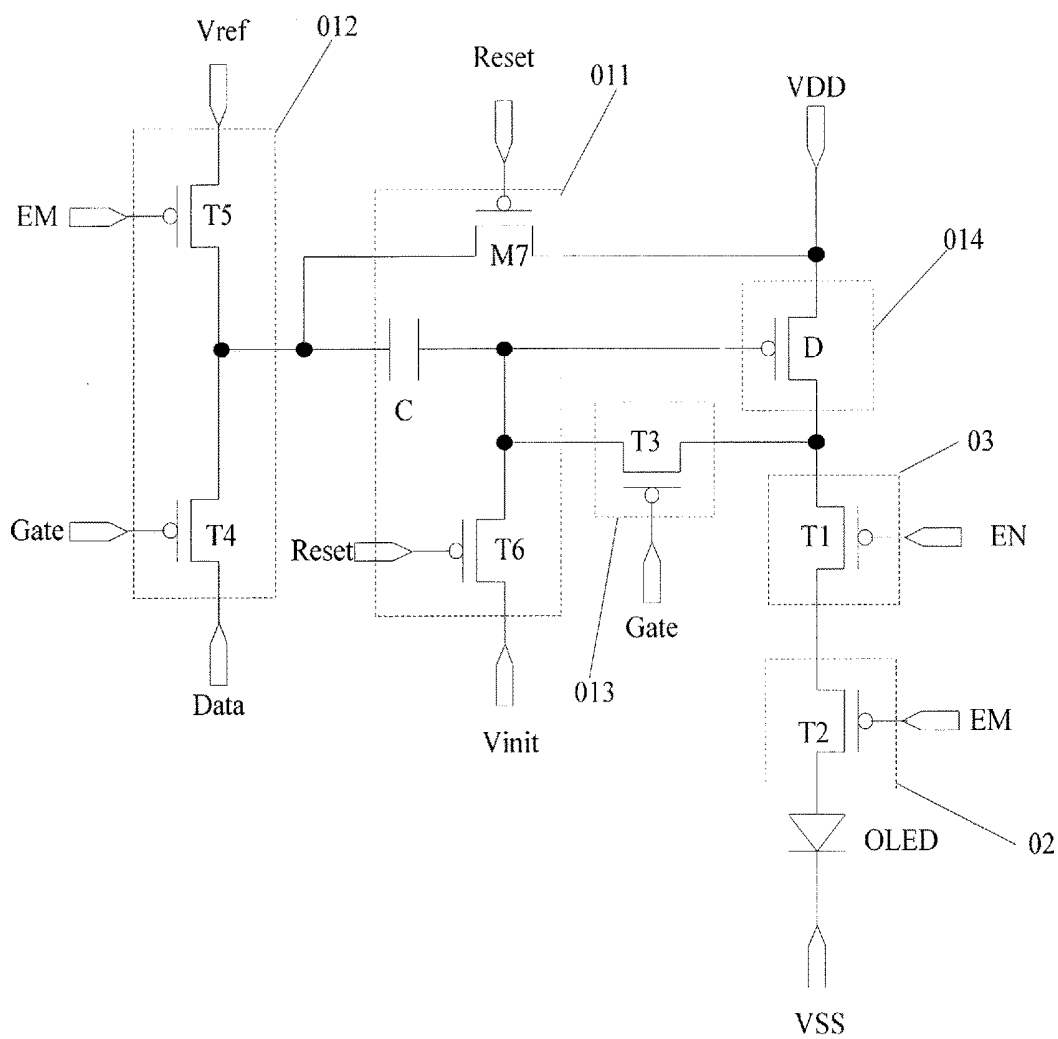 012
Vref
Reset
011
VDD
EM
T5
M7
014
D
C
T3
03
Gate
T4
Reset
T6
T1
EN
Gate
013
Data
Vinit
T2
EM
OLED
02
VSS